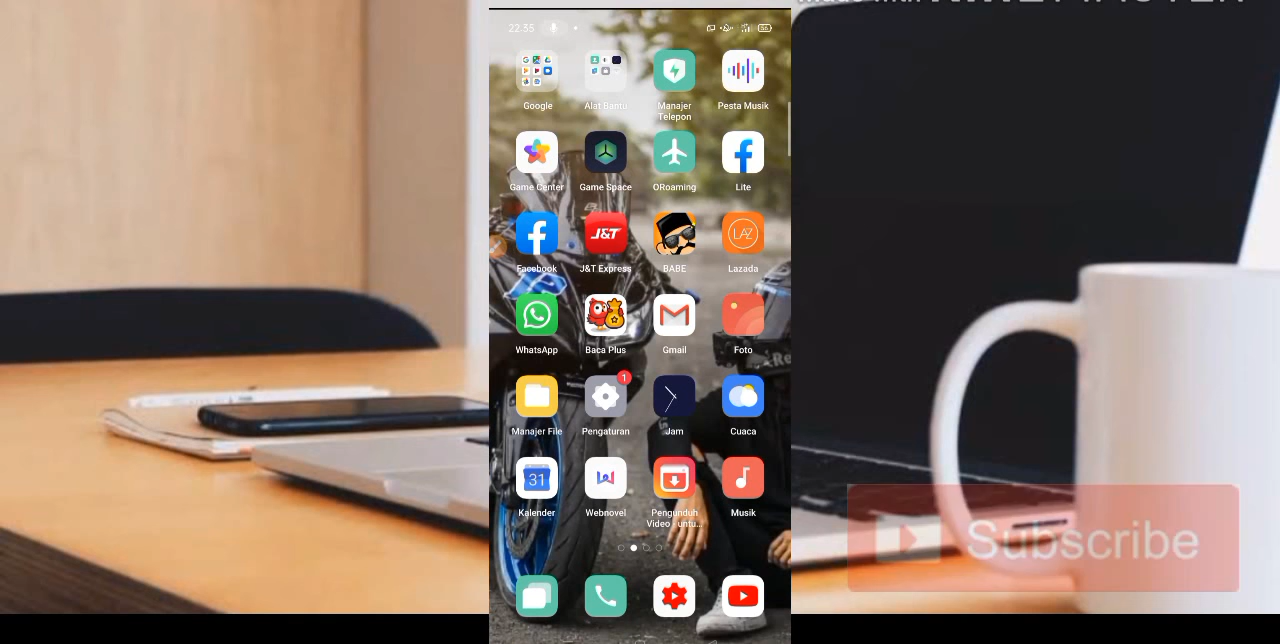 22.35
Google
Alat Bantu
Manajer
Telepon
Pesta Musik
Game Center
Game Space
ORoaming
Lite
Facebook
J&T Express
BABE
Lazada
WhatsApp
Baca Plus
Gmail
Foto
Manajer File
Pengaturan
Jam
Cuaca
Kalender
Webnovel
Pengunduh
Video - untu...
Musik
J&T
LAZ
1
31
Subscribe